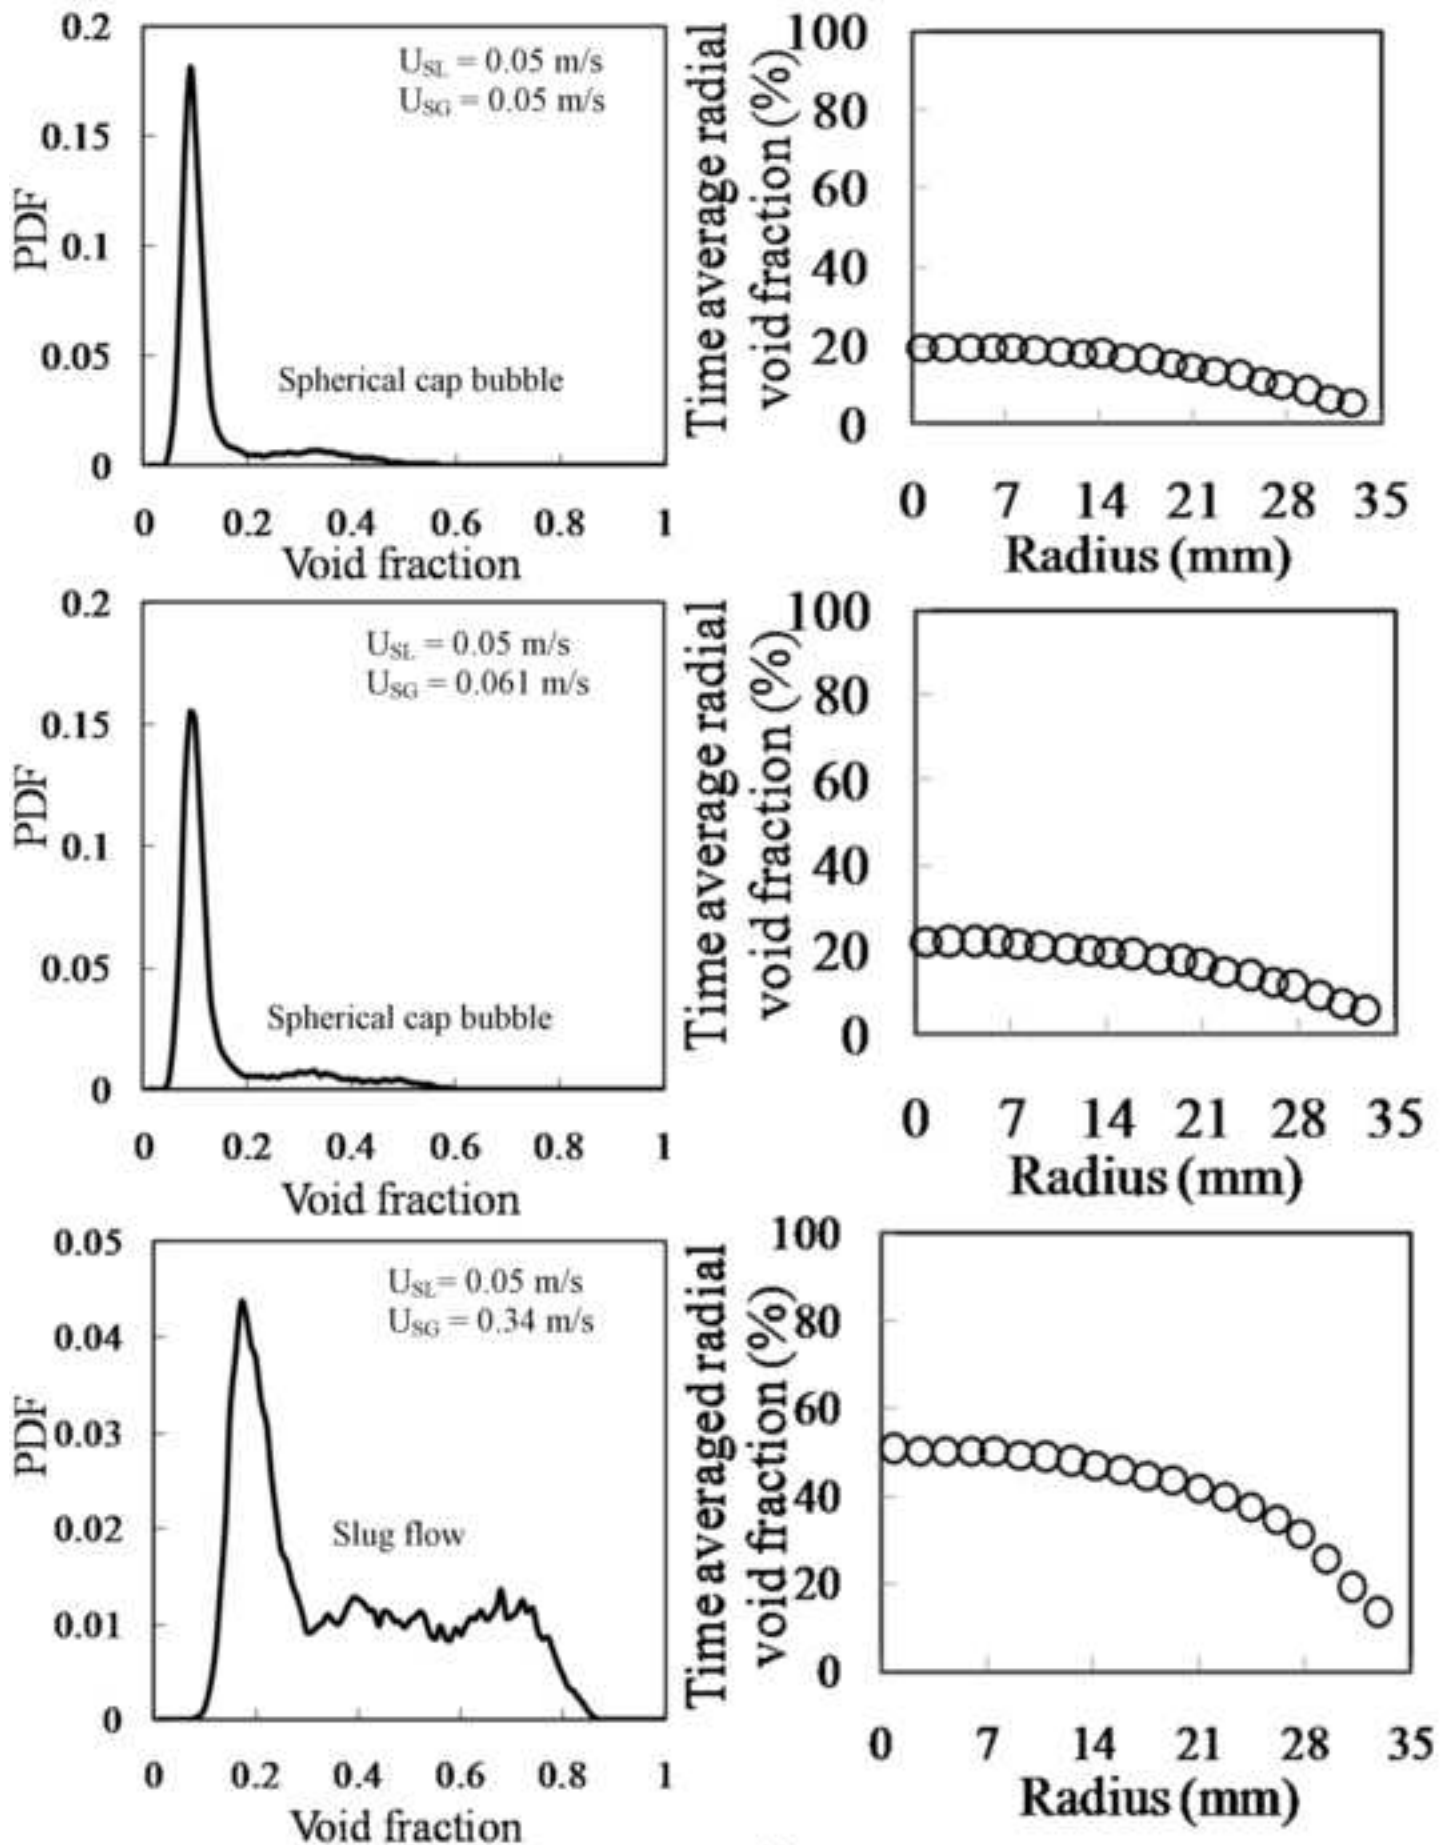 0.2
0.15
0.1
0.05
0
PDF
U_SL = 0.05 m/s
U_SG = 0.05 m/s
Spherical cap bubble
0 0.2 0.4 0.6 0.8 1
Void fraction
Time average radial
void fraction (%)
100
80
60
40
20
0
0 7 14 21 28 35
Radius (mm)
0.2
0.15
0.1
0.05
0
PDF
U_SL = 0.05 m/s
U_SG = 0.061 m/s
Spherical cap bubble
0 0.2 0.4 0.6 0.8 1
Void fraction
Time average radial
void fraction (%)
100
80
60
40
20
0
0 7 14 21 28 35
Radius (mm)
0.05
0.04
0.03
0.02
0.01
0
PDF
U_SL= 0.05 m/s
U_SG = 0.34 m/s
Slug flow
0 0.2 0.4 0.6 0.8 1
Void fraction
Time averaged radial
void fraction (%)
100
80
60
40
20
0
0 7 14 21 28 35
Radius (mm)